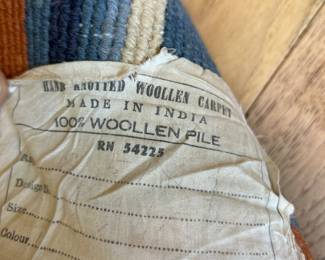 HAND KNOTTED WOOLLEN CARPET
MADE IN INDIA
100% WOOLLEN PILE
RN 54225
Design
Size
Colour